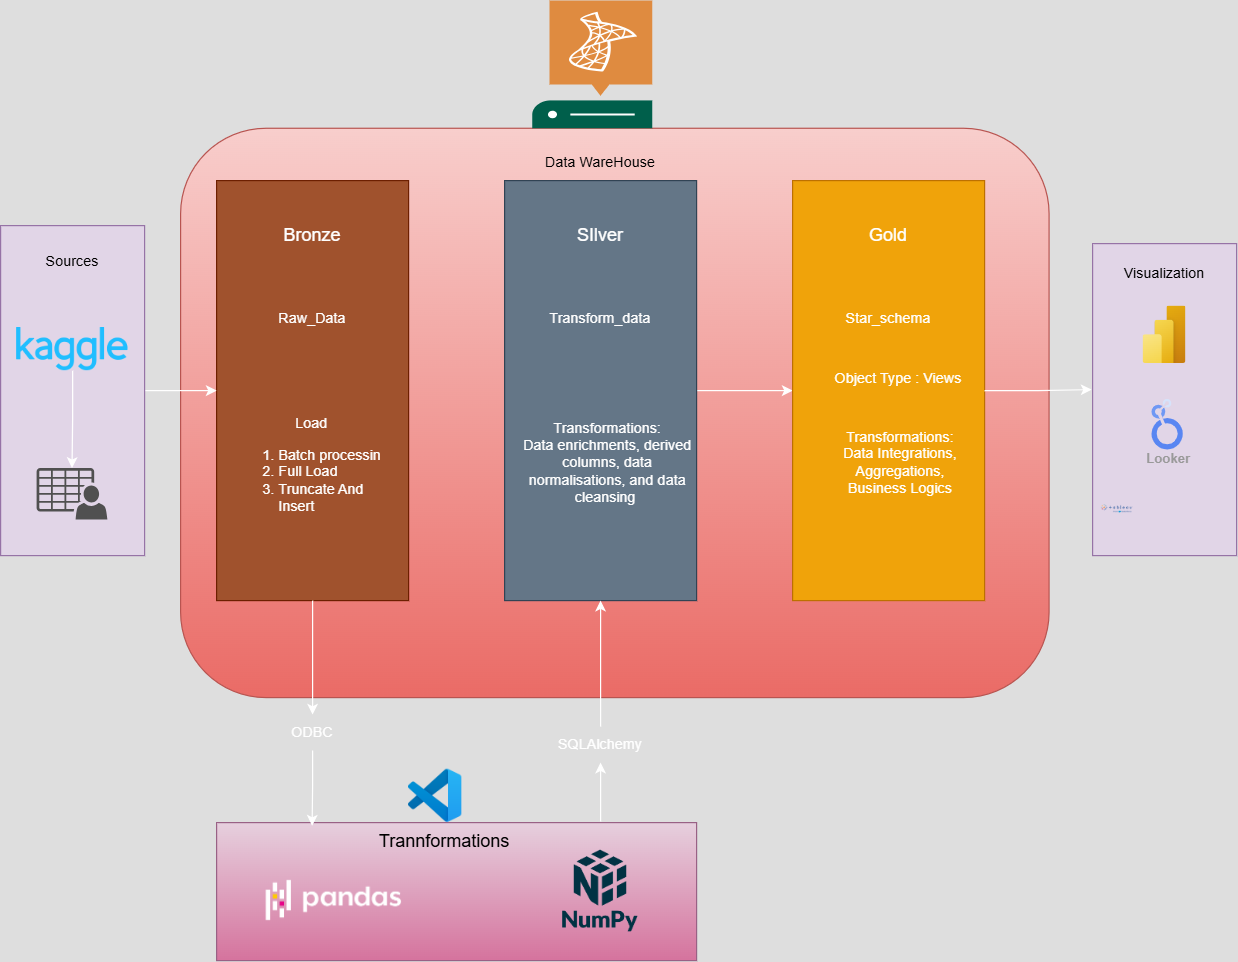 Data WareHouse
Sources
kaggle
Bronze
Raw_Data
Load
1. Batch processin
2. Full Load
3. Truncate And
Insert
SIlver
Transform_data
Transformations:
Data enrichments, derived
columns, data
normalisations, and data
cleansing
Gold
Star_schema
Object Type : Views
Transformations:
Data Integrations,
Aggregations,
Business Logics
Visualization
Looker
ODBC
SQLAlchemy
Trannformations
pandas
NumPy